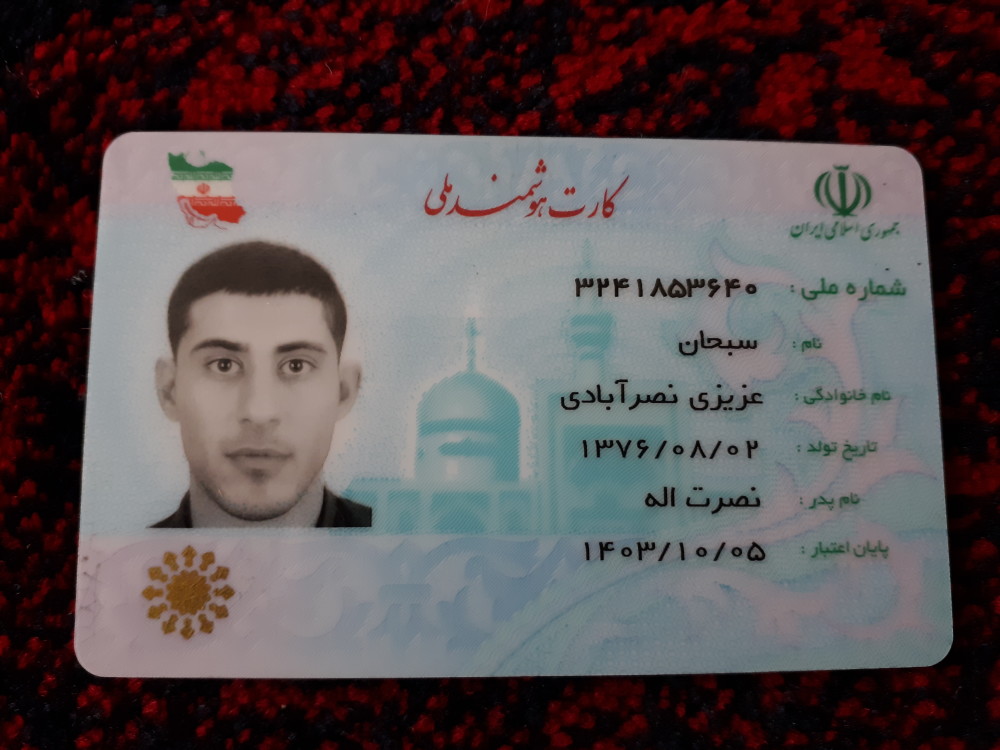 کارت هوشمند ملی
جمهوری اسلامی ایران
شماره ملی : ۳۲۴۱۸۵۳۶۴۰
نام : سبحان
نام خانوادگی : عزیزی نصرآبادی
تاریخ تولد : ۱۳۷۶/۰۸/۰۲
نام پدر : نصرت اله
پایان اعتبار : ۱۴۰۳/۱۰/۰۵